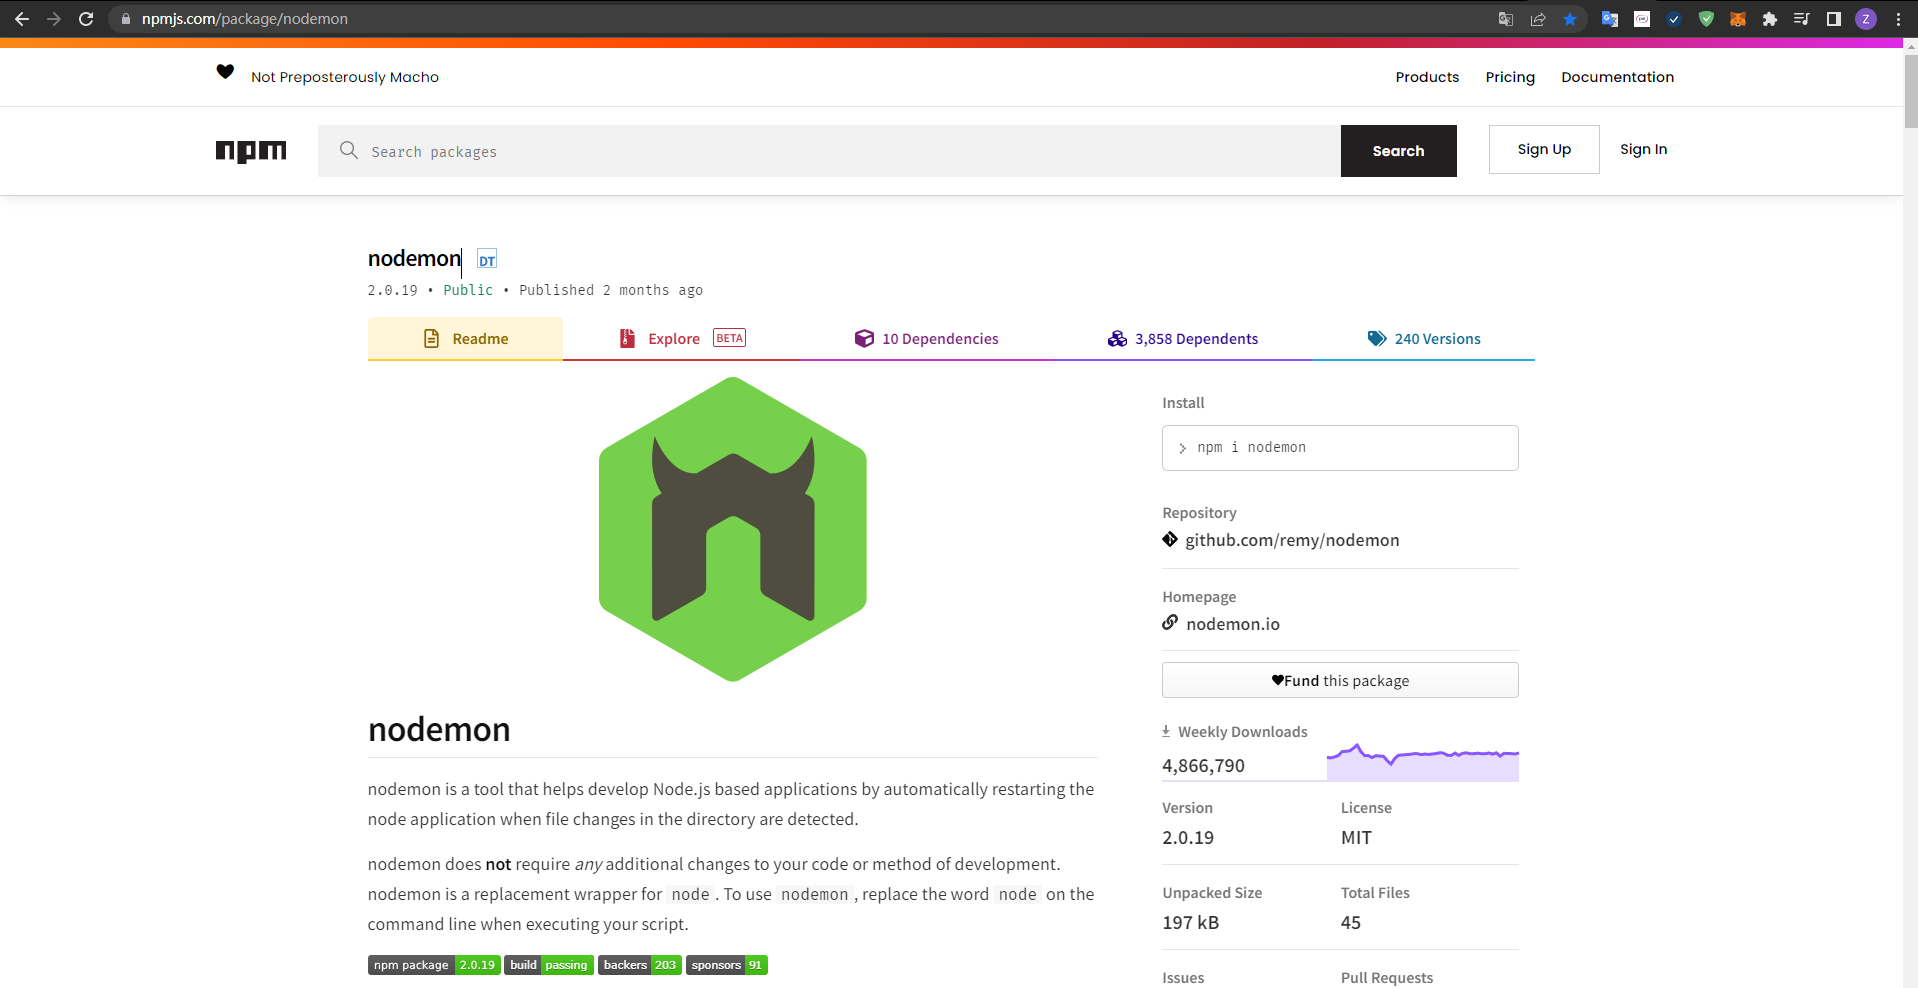 npmjs.com/package/nodemon
Z
Not Preposterously Macho
Products
Pricing
Documentation
npm
Search packages
Search
Sign Up
Sign In
nodemon DT
2.0.19 • Public • Published 2 months ago
Readme
Explore BETA
10 Dependencies
3,858 Dependents
240 Versions
nodemon
nodemon is a tool that helps develop Node.js based applications by automatically restarting the
node application when file changes in the directory are detected.
nodemon does not require any additional changes to your code or method of development.
nodemon is a replacement wrapper for node . To use nodemon , replace the word node on the
command line when executing your script.
npm package 2.0.19 build passing backers 203 sponsors 91
Install
> npm i nodemon
Repository
github.com/remy/nodemon
Homepage
nodemon.io
♥Fund this package
Weekly Downloads
4,866,790
Version
2.0.19
License
MIT
Unpacked Size
197 kB
Total Files
45
Issues
Pull Requests